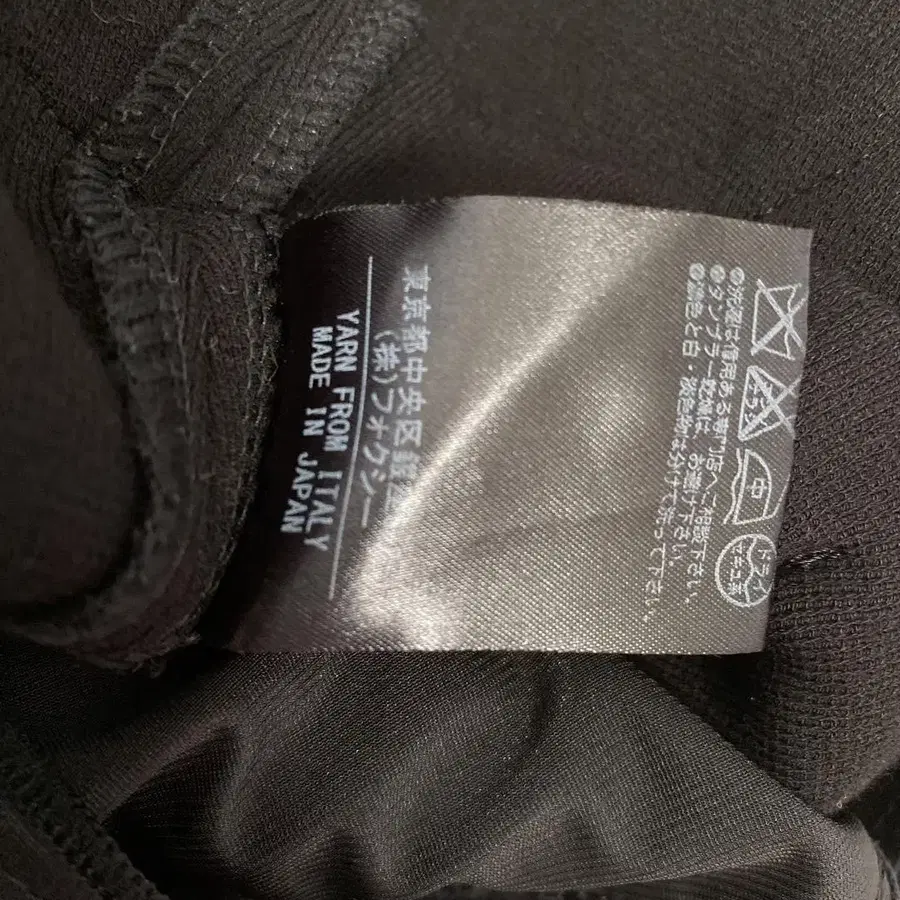 中
ドライ
セキユ系
●洗濯は信用ある専門店へご相談下さい。
●タンブラー乾燥は、お避け下さい。
●濃色と白・淡色物は分けて洗って下さい。
東京都中央区銀
(株)フォクシー
YARN FROM ITALY
MADE IN JAPAN